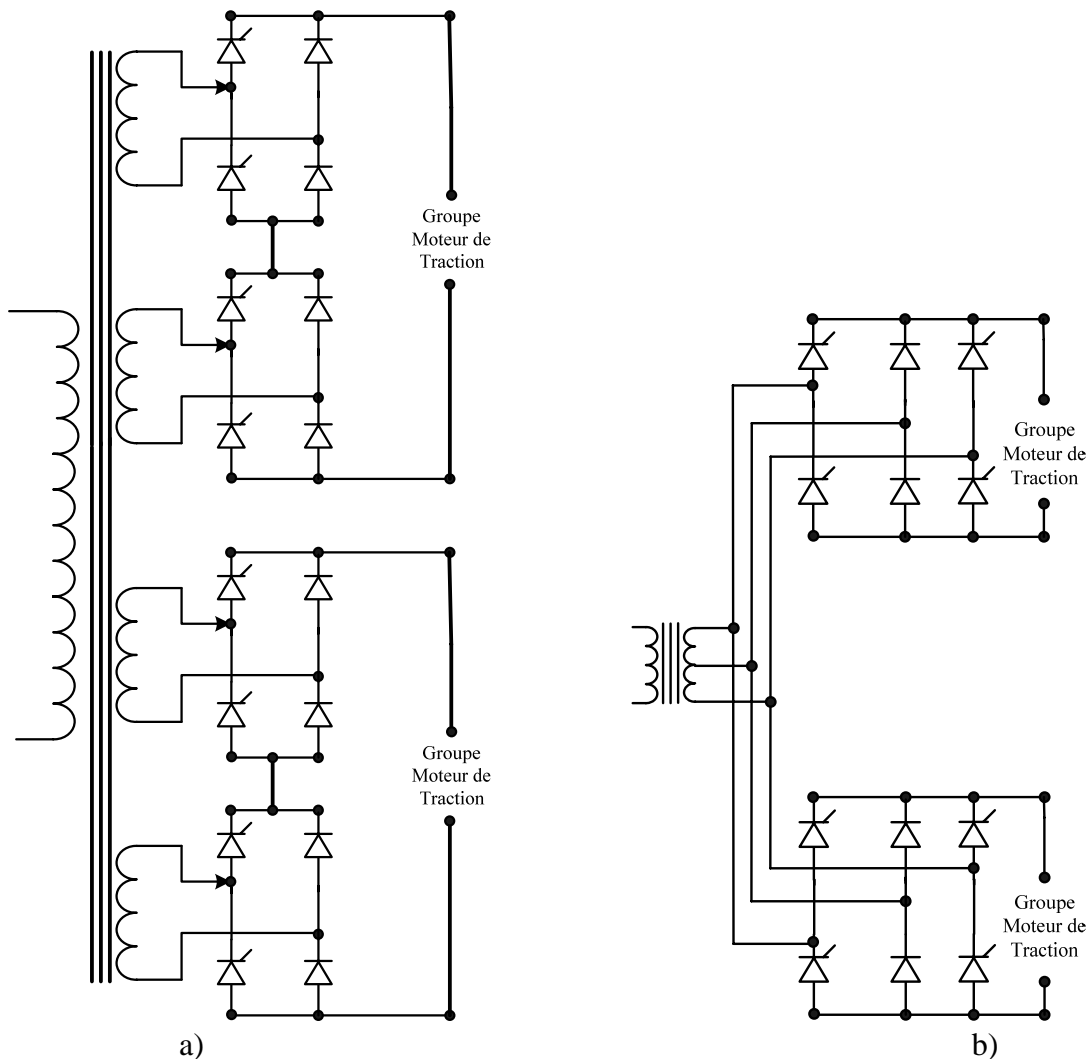 Groupe
Moteur de
Traction
Groupe
Moteur de
Traction
a)
Groupe
Moteur de
Traction
Groupe
Moteur de
Traction
b)